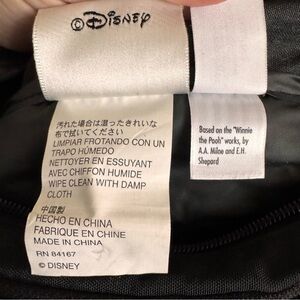 ©Disney
汚れた場合は湿ったきれいな
布で拭いてください
LIMPIAR FROTANDO CON UN
TRAPO HÚMEDO
NETTOYER EN ESSUYANT
AVEC CHIFFON HUMIDE
WIPE CLEAN WITH DAMP
CLOTH
中国製
HECHO EN CHINA
FABRIQUE EN CHINE
MADE IN CHINA
RN 84167
© DISNEY
Based on the "Winnie
the Pooh" works, by
A.A. Milne and E.H.
Shepard